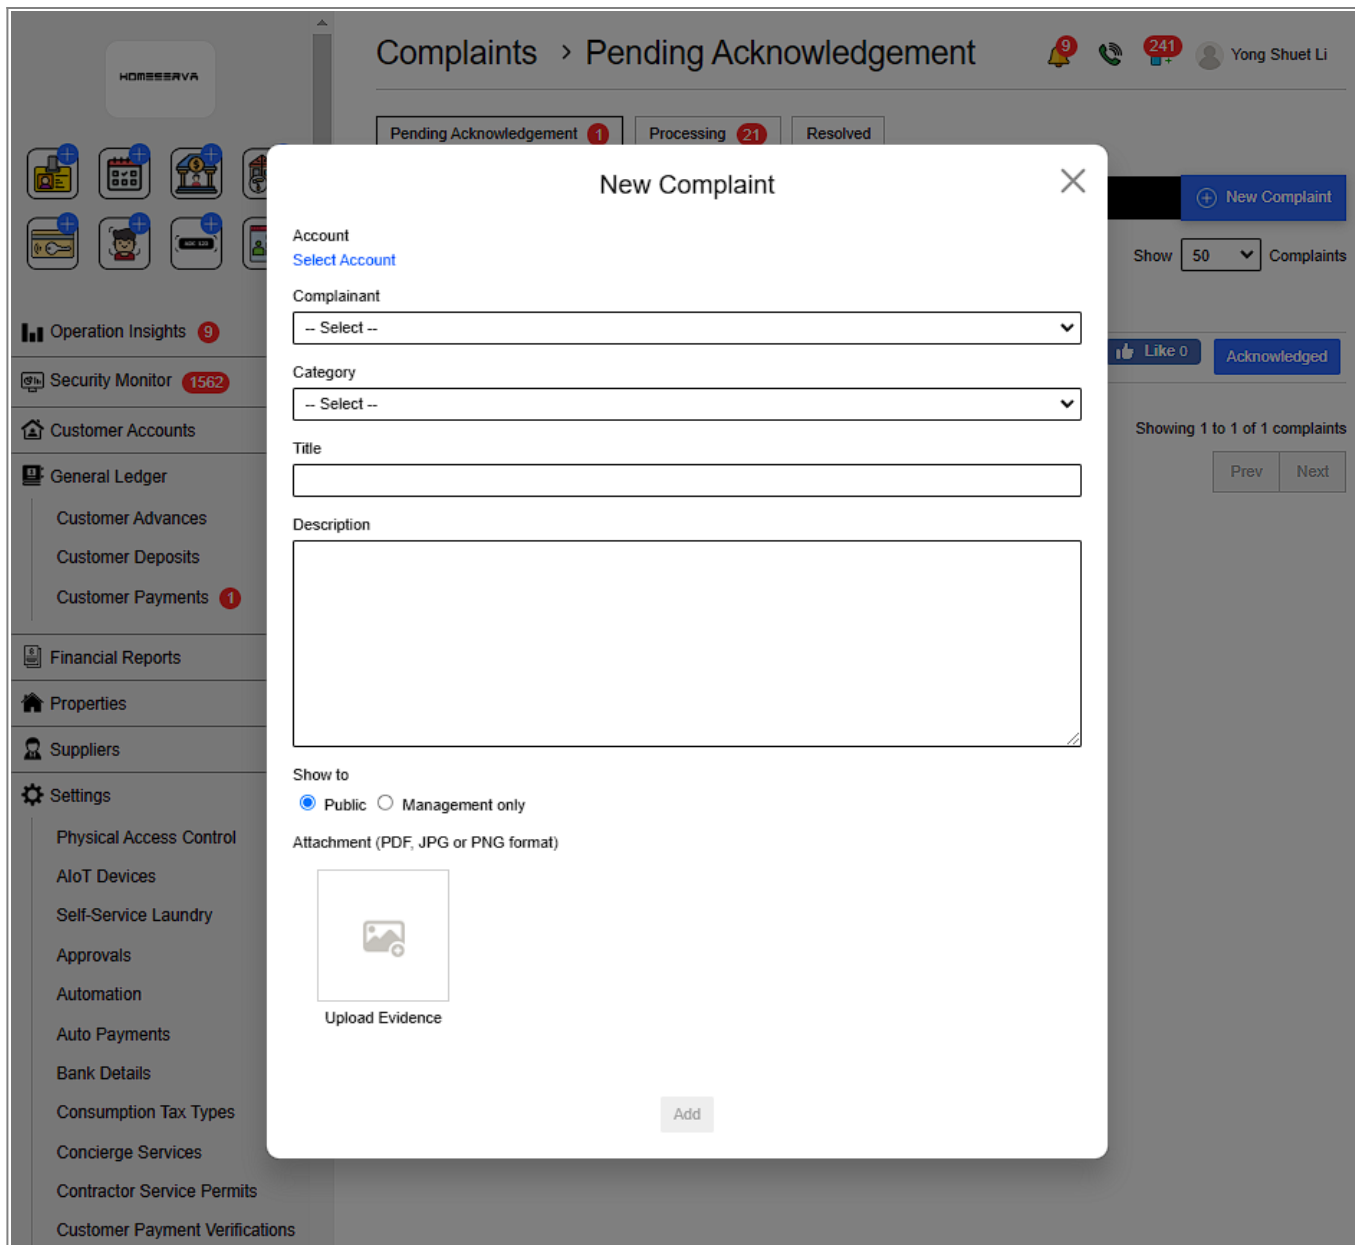 HOMESERVA
Complaints > Pending Acknowledgement
9
241
Yong Shuet Li
Pending Acknowledgement 1
Processing 21
Resolved
New Complaint
Show 50 Complaints
Like 0
Acknowledged
Showing 1 to 1 of 1 complaints
Prev Next
Operation Insights 9
Security Monitor 1562
Customer Accounts
General Ledger
Customer Advances
Customer Deposits
Customer Payments 1
Financial Reports
Properties
Suppliers
Settings
Physical Access Control
AIoT Devices
Self-Service Laundry
Approvals
Automation
Auto Payments
Bank Details
Consumption Tax Types
Concierge Services
Contractor Service Permits
Customer Payment Verifications
New Complaint
Account
Select Account
Complainant
-- Select --
Category
-- Select --
Title
Description
Show to
Public Management only
Attachment (PDF, JPG or PNG format)
Upload Evidence
Add